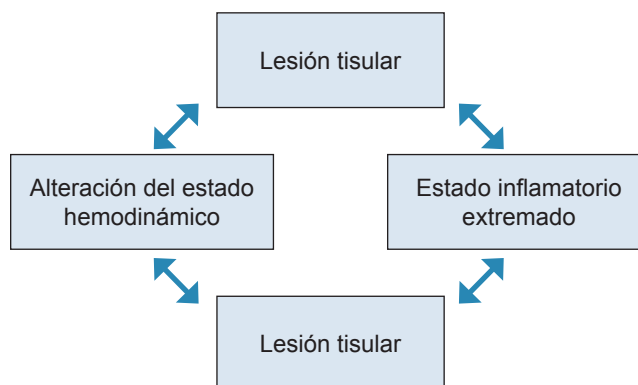 Lesión tisular
Alteración del estado
hemodinámico
Estado inflamatorio
extremado
Lesión tisular